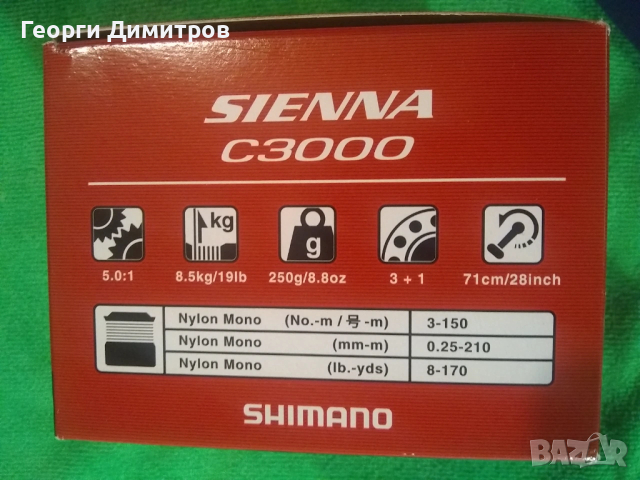 Георги Димитров
SIENNA
C3000
kg
g
5.0:1 8.5kg/19lb 250g/8.8oz 3 + 1 71cm/28inch
Nylon Mono (No.-m / 号-m) 3-150
Nylon Mono (mm-m) 0.25-210
Nylon Mono (lb.-yds) 8-170
SHIMANO
BAZAR